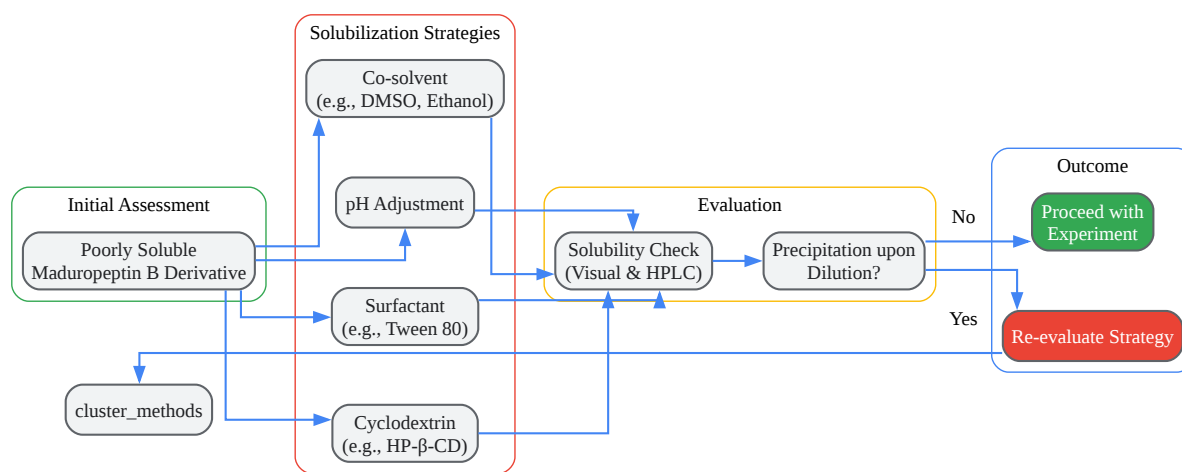 Solubilization Strategies
Co-solvent
(e.g., DMSO, Ethanol)
pH Adjustment
Surfactant
(e.g., Tween 80)
Cyclodextrin
(e.g., HP-β-CD)
Initial Assessment
Poorly Soluble
Maduropeptin B Derivative
cluster_methods
Evaluation
Solubility Check
(Visual & HPLC)
Precipitation upon
Dilution?
No
Yes
Outcome
Proceed with
Experiment
Re-evaluate Strategy